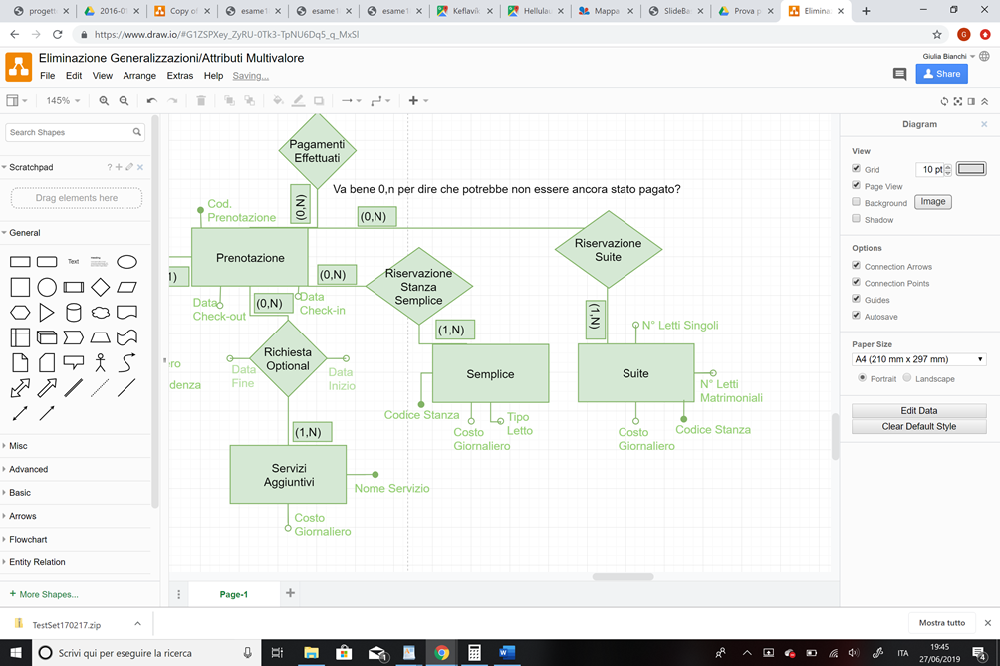 progett
2016-01
Copy of
esame1
esame1
esame1
Keflavik
Hellulau
Mappa
SlideBa
Prova p
Elimina
https://www.draw.io/#G1ZSPXey_ZyRU-0Tk3-TpNU6Dq5_q_MxSl
G
Eliminazione Generalizzazioni/Attributi Multivalore
Giulia Bianchi
File Edit View Arrange Extras Help Saving...
Share
145%
Search Shapes
Scratchpad
?
Drag elements here
General
Text
Misc
Advanced
Basic
Arrows
Flowchart
Entity Relation
+ More Shapes...
Pagamenti
Effettuati
Va bene 0,n per dire che potrebbe non essere ancora stato pagato?
(0,N)
Cod.
Prenotazione
(0,N)
Prenotazione
1)
(0,N)
Riservazione
Stanza
Semplice
Riservazione
Suite
Data
Check-out
(0,N)
Data
Check-in
(1,N)
(1,N)
N° Letti Singoli
Richiesta
Optional
ero
denza
Data
Fine
Data
Inizio
Semplice
Suite
N° Letti
Matrimoniali
Codice Stanza
Tipo
Letto
Costo
Giornaliero
Costo
Giornaliero
Codice Stanza
(1,N)
Servizi
Aggiuntivi
Nome Servizio
Costo
Giornaliero
Page-1
Diagram
View
Grid
10 pt
Page View
Background
Image
Shadow
Options
Connection Arrows
Connection Points
Guides
Autosave
Paper Size
A4 (210 mm x 297 mm)
Portrait
Landscape
Edit Data
Clear Default Style
TestSet170217.zip
Mostra tutto
Scrivi qui per eseguire la ricerca
ITA
19:45
27/06/2019